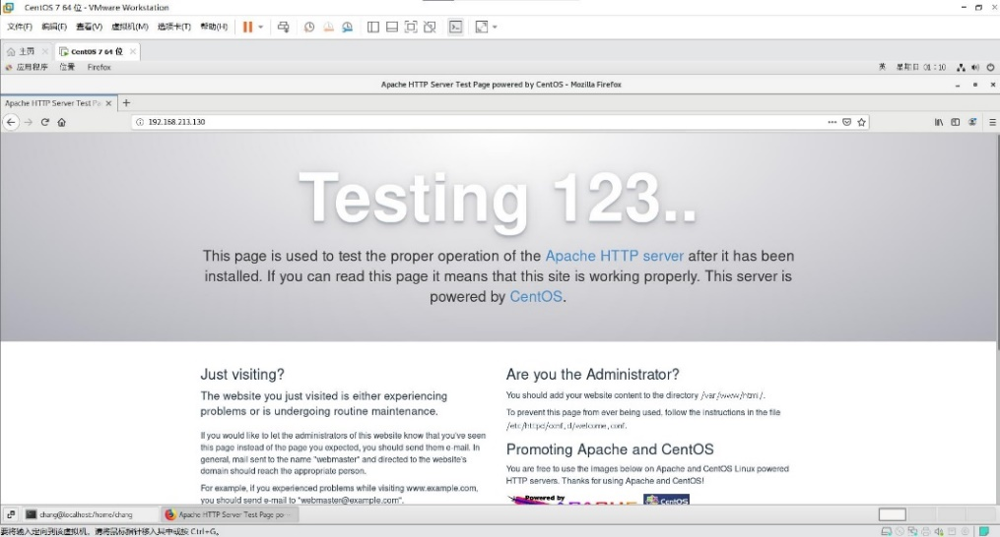 CentOS 7 64 位 - VMware Workstation
文件(F) 编辑(E) 查看(V) 虚拟机(M) 选项卡(T) 帮助(H)
主页 CentOS 7 64 位
应用程序 位置 Firefox 英 星期日 01:10
Apache HTTP Server Test Page powered by CentOS - Mozilla Firefox
Apache HTTP Server Test Pa
192.168.213.130
Testing 123..
This page is used to test the proper operation of the Apache HTTP server after it has been
installed. If you can read this page it means that this site is working properly. This server is
powered by CentOS.
Just visiting?
The website you just visited is either experiencing
problems or is undergoing routine maintenance.
If you would like to let the administrators of this website know that you've seen
this page instead of the page you expected, you should send them e-mail. In
general, mail sent to the name "webmaster" and directed to the website's
domain should reach the appropriate person.
For example, if you experienced problems while visiting www.example.com,
you should send e-mail to "webmaster@example.com".
Are you the Administrator?
You should add your website content to the directory /var/www/html/.
To prevent this page from ever being used, follow the instructions in the file
/etc/httpd/conf.d/welcome.conf.
Promoting Apache and CentOS
You are free to use the images below on Apache and CentOS Linux powered
HTTP servers. Thanks for using Apache and CentOS!
Powered by
APACHE CentOS
chang@localhost:/home/chang Apache HTTP Server Test Page po···
要将输入定向到该虚拟机，请将鼠标指针移入其中或按 Ctrl+G。